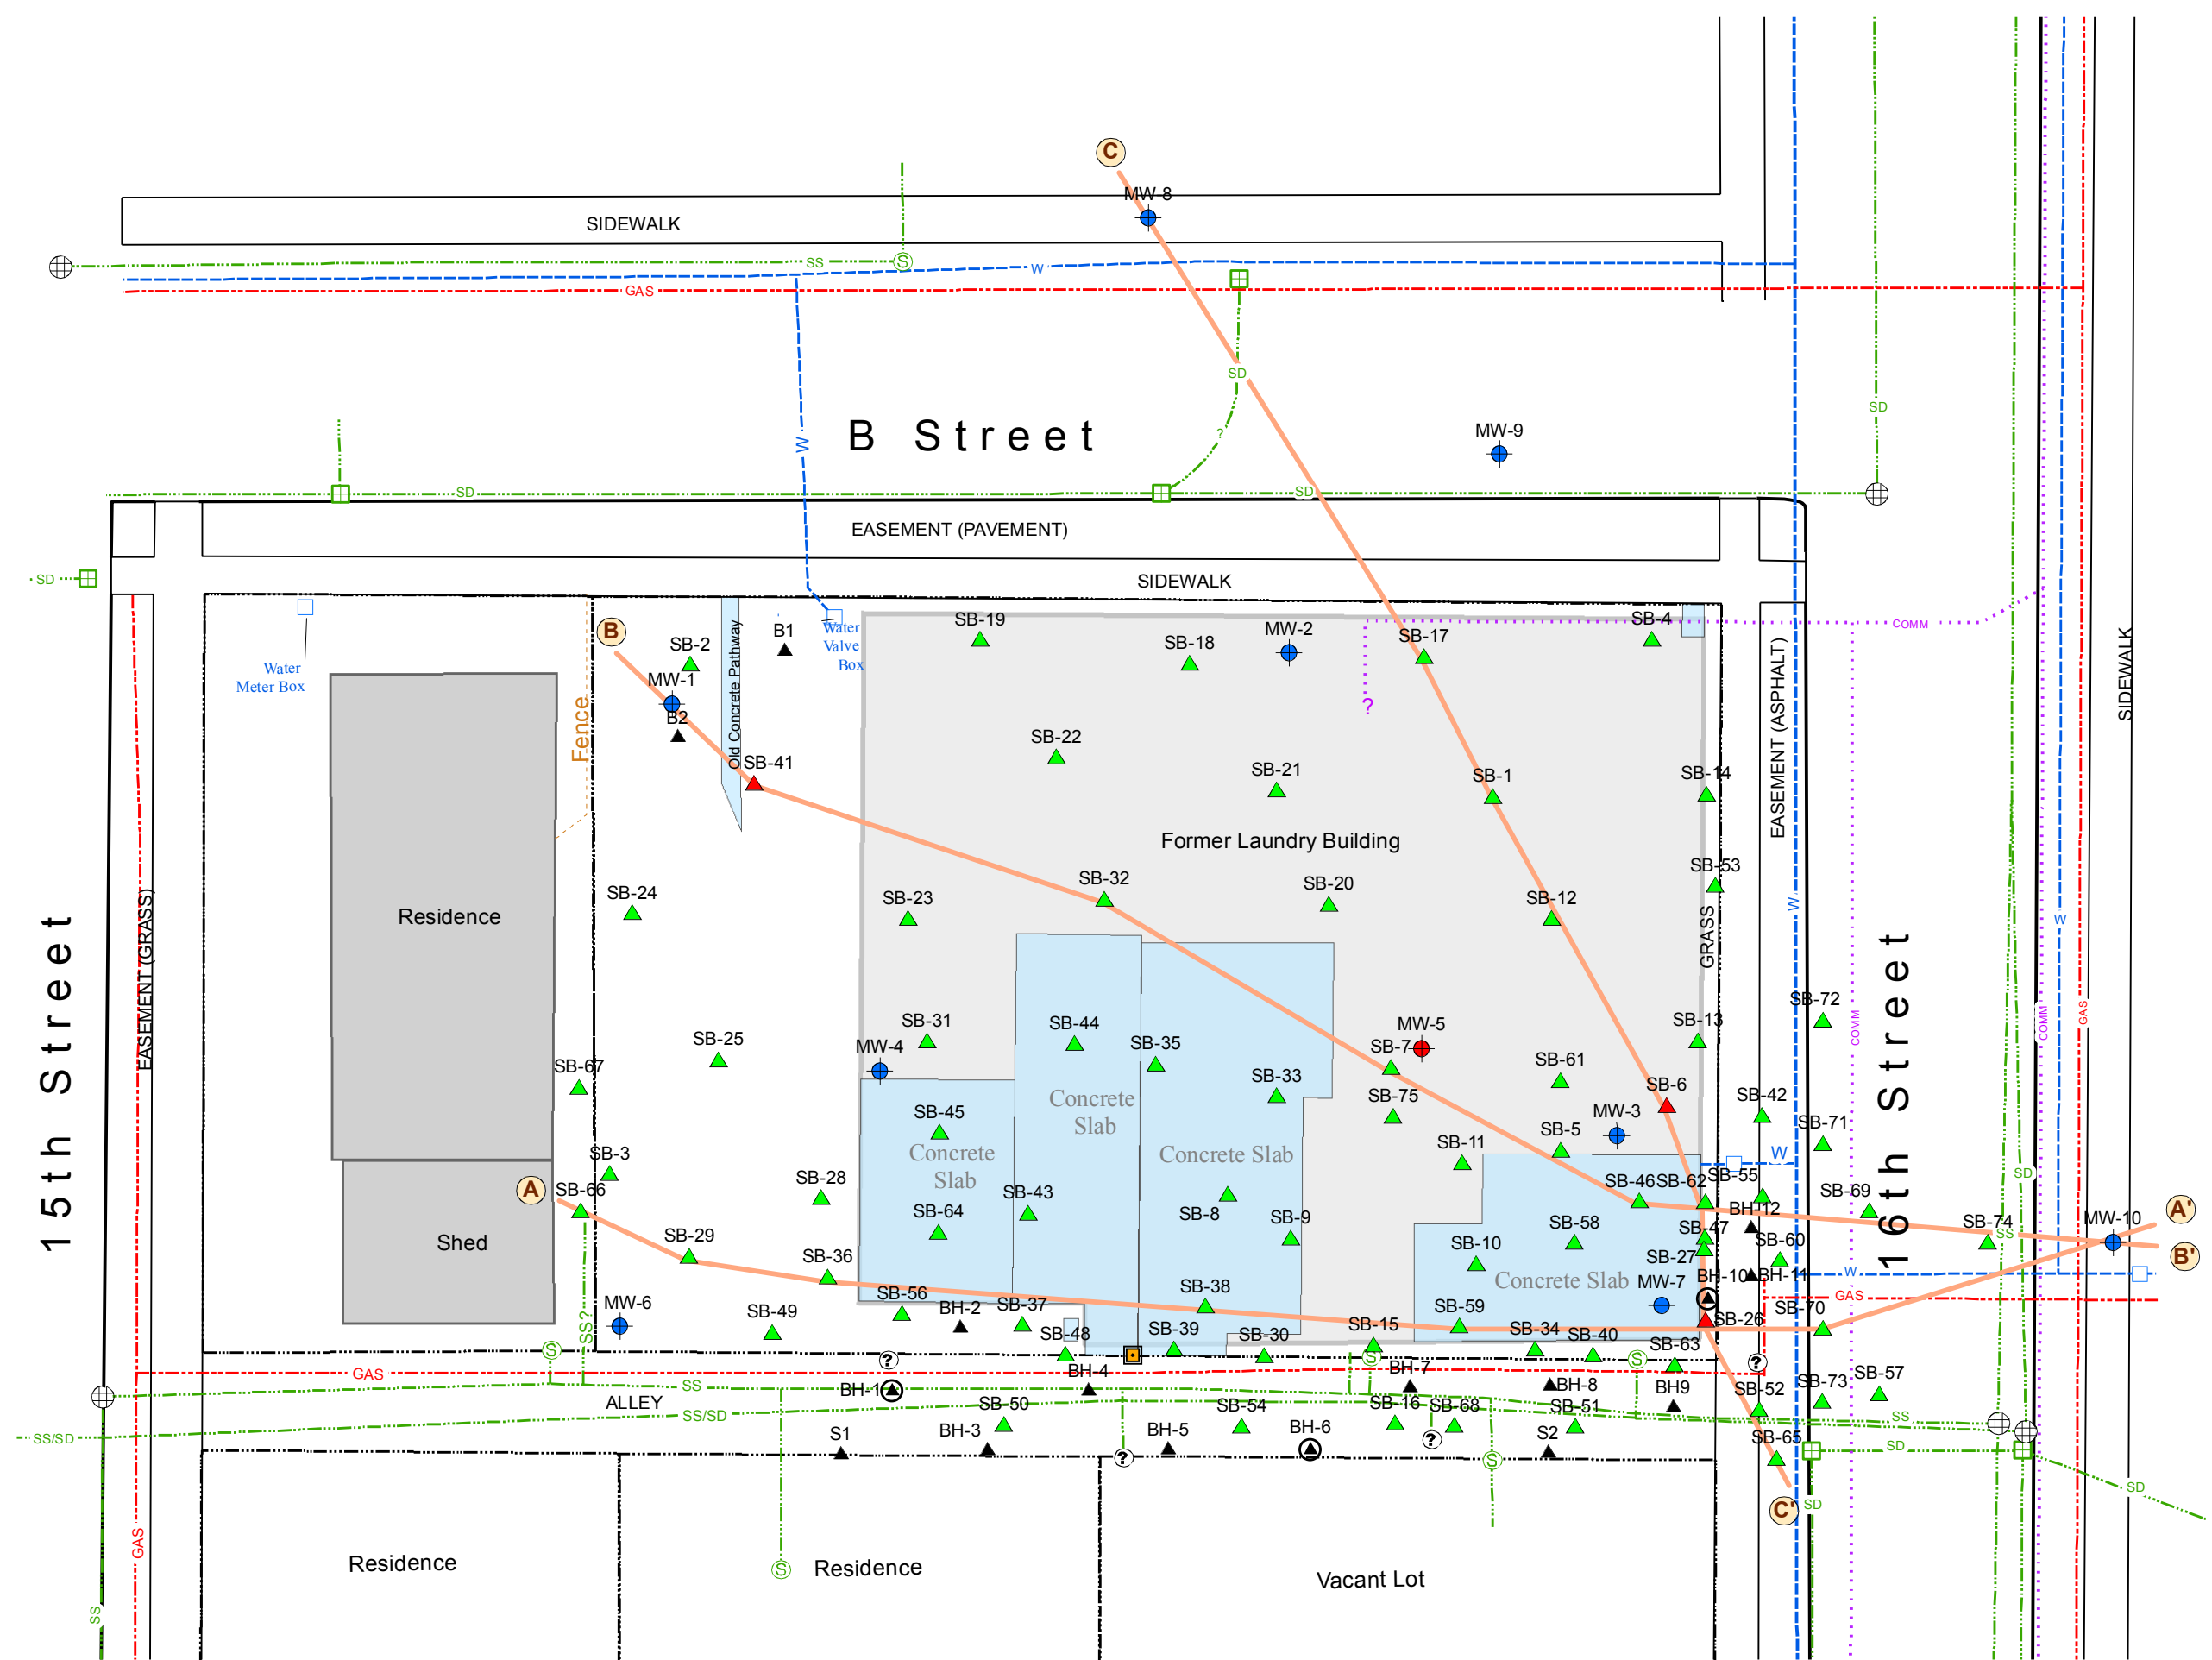 C
MW-8
SIDEWALK
SS
S
W
GAS
SD
SD
W
?
B Street
MW-9
SD
SD
EASEMENT (PAVEMENT)
SD
SIDEWALK
B
SB-2
B1
Water
Valve
Box
SB-19
SB-18
MW-2
SB-17
SB-4
COMM
Water
Meter Box
MW-1
B2
Old Concrete Pathway
Fence
?
SIDEWALK
EASEMENT (ASPHALT)
SB-41
SB-22
SB-21
SB-1
SB-14
Former Laundry Building
SB-53
SB-24
SB-23
SB-32
SB-20
SB-12
GRASS
W
W
Residence
15th Street
EASEMENT (GRASS)
16th Street
SB-72
SB-31
SB-44
SB-35
MW-5
SB-13
COMM
COMM
GAS
SB-25
MW-4
SB-7
SB-61
SB-67
SB-33
SB-75
SB-6
SB-42
Concrete
Slab
MW-3
SB-71
SB-45
SB-5
SB-11
W
Concrete
Slab
Concrete Slab
SB-3
SD
A
SB-66
SB-28
SB-43
SB-8
SB-46
SB-62
SB-55
SB-69
A'
SB-64
SB-9
SB-58
BH-12
SB-74
SS
MW-10
Shed
SB-29
SB-47
SB-60
B'
SB-36
SB-10
SB-27
Concrete Slab
MW-7
BH-10
BH-11
W
GAS
SB-56
BH-2
SB-37
SB-38
SB-59
SB-26
SB-70
MW-6
SB-49
SS?
SB-48
SB-39
SB-30
SB-15
SB-34
SB-40
SB-63
S
?
S
S
?
GAS
BH-4
BH-7
SS
BH-1
BH-8
BH9
SB-52
SB-73
SB-57
ALLEY
SS/SD
SB-50
SB-54
SB-16
SB-68
SB-51
SS
SS/SD
S1
BH-3
BH-5
BH-6
?
S2
SB-65
SD
?
S
SD
C'
SD
GAS
Residence
S
Residence
Vacant Lot
SS